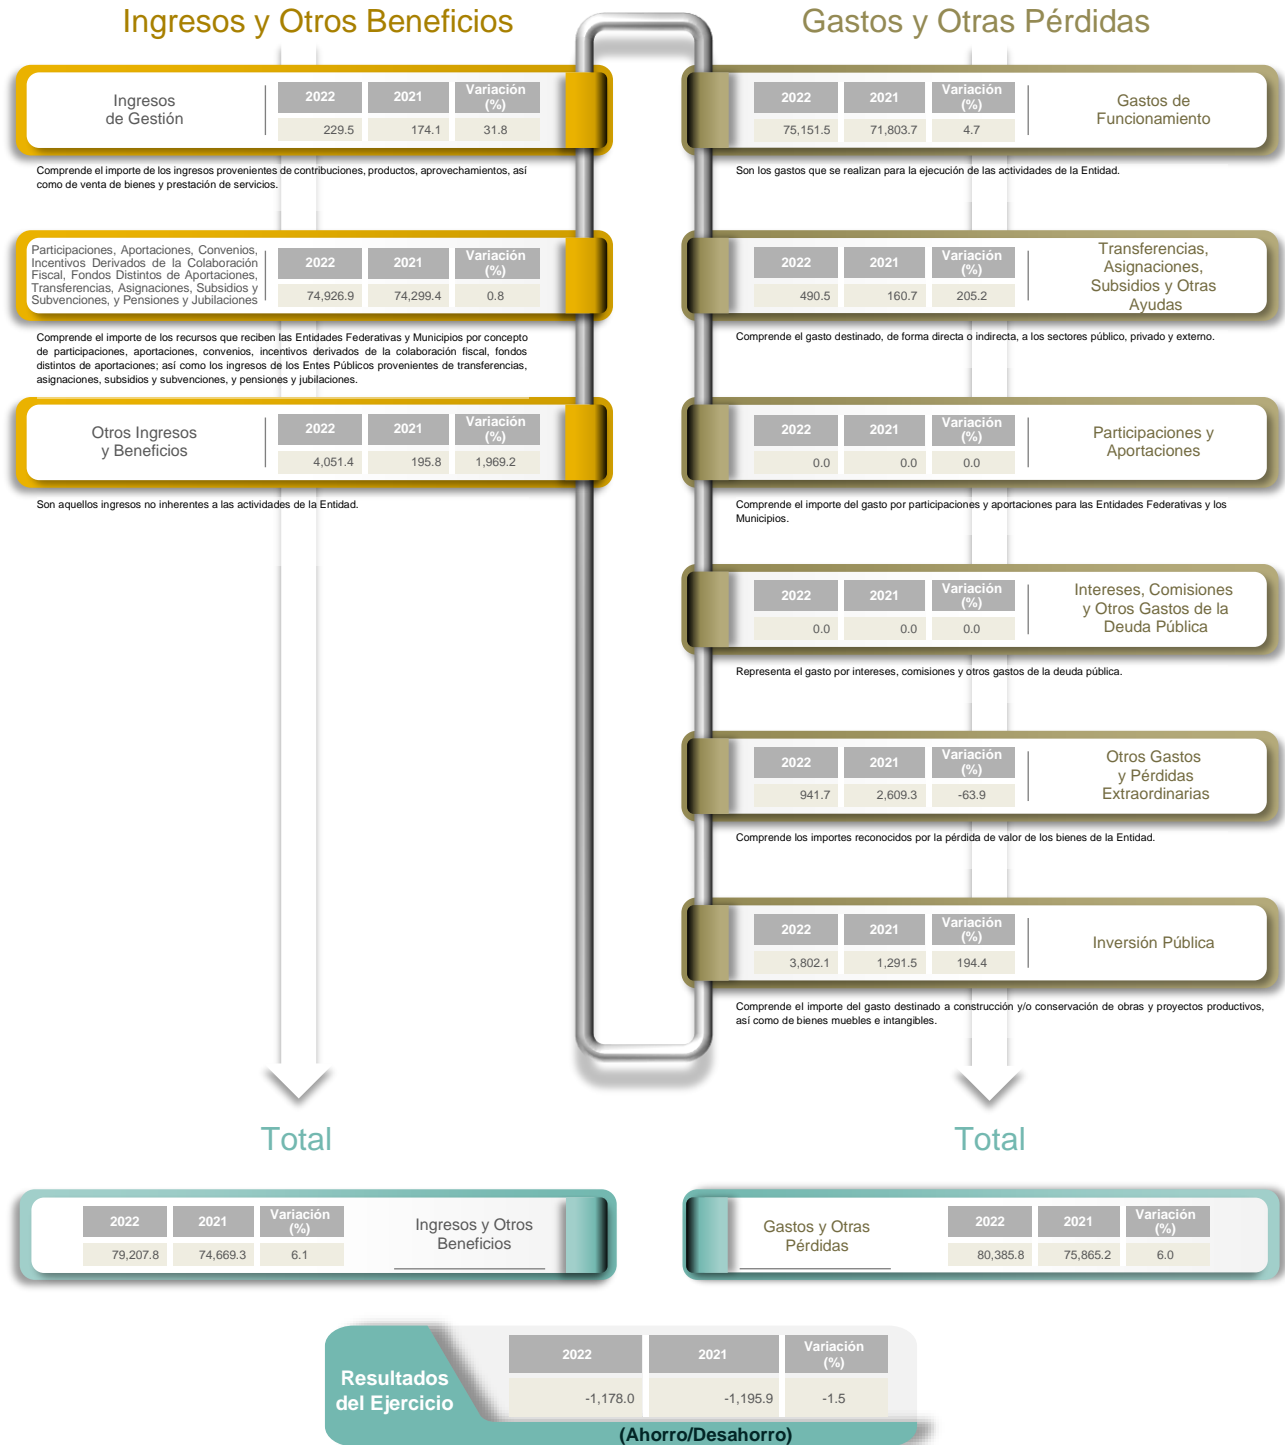 Ingresos y Otros Beneficios
Ingresos
de Gestión
2022 2021 Variación
(%)
229.5 174.1 31.8
Comprende el importe de los ingresos provenientes de contribuciones, productos, aprovechamientos, así
como de venta de bienes y prestación de servicios.
Participaciones, Aportaciones, Convenios,
Incentivos Derivados de la Colaboración
Fiscal, Fondos Distintos de Aportaciones,
Transferencias, Asignaciones, Subsidios y
Subvenciones, y Pensiones y Jubilaciones
2022 2021 Variación
(%)
74,926.9 74,299.4 0.8
Comprende el importe de los recursos que reciben las Entidades Federativas y Municipios por concepto
de participaciones, aportaciones, convenios, incentivos derivados de la colaboración fiscal, fondos
distintos de aportaciones; así como los ingresos de los Entes Públicos provenientes de transferencias,
asignaciones, subsidios y subvenciones, y pensiones y jubilaciones.
Otros Ingresos
y Beneficios
2022 2021 Variación
(%)
4,051.4 195.8 1,969.2
Son aquellos ingresos no inherentes a las actividades de la Entidad.
Gastos y Otras Pérdidas
2022 2021 Variación
(%)
75,151.5 71,803.7 4.7
Gastos de
Funcionamiento
Son los gastos que se realizan para la ejecución de las actividades de la Entidad.
2022 2021 Variación
(%)
490.5 160.7 205.2
Transferencias,
Asignaciones,
Subsidios y Otras
Ayudas
Comprende el gasto destinado, de forma directa o indirecta, a los sectores público, privado y externo.
2022 2021 Variación
(%)
0.0 0.0 0.0
Participaciones y
Aportaciones
Comprende el importe del gasto por participaciones y aportaciones para las Entidades Federativas y los
Municipios.
2022 2021 Variación
(%)
0.0 0.0 0.0
Intereses, Comisiones
y Otros Gastos de la
Deuda Pública
Representa el gasto por intereses, comisiones y otros gastos de la deuda pública.
2022 2021 Variación
(%)
941.7 2,609.3 -63.9
Otros Gastos
y Pérdidas
Extraordinarias
Comprende los importes reconocidos por la pérdida de valor de los bienes de la Entidad.
2022 2021 Variación
(%)
3,802.1 1,291.5 194.4
Inversión Pública
Comprende el importe del gasto destinado a construcción y/o conservación de obras y proyectos productivos,
así como de bienes muebles e intangibles.
Total
2022 2021 Variación
(%)
79,207.8 74,669.3 6.1
Ingresos y Otros
Beneficios
Total
Gastos y Otras
Pérdidas
2022 2021 Variación
(%)
80,385.8 75,865.2 6.0
Resultados
del Ejercicio
2022 2021 Variación
(%)
-1,178.0 -1,195.9 -1.5
(Ahorro/Desahorro)